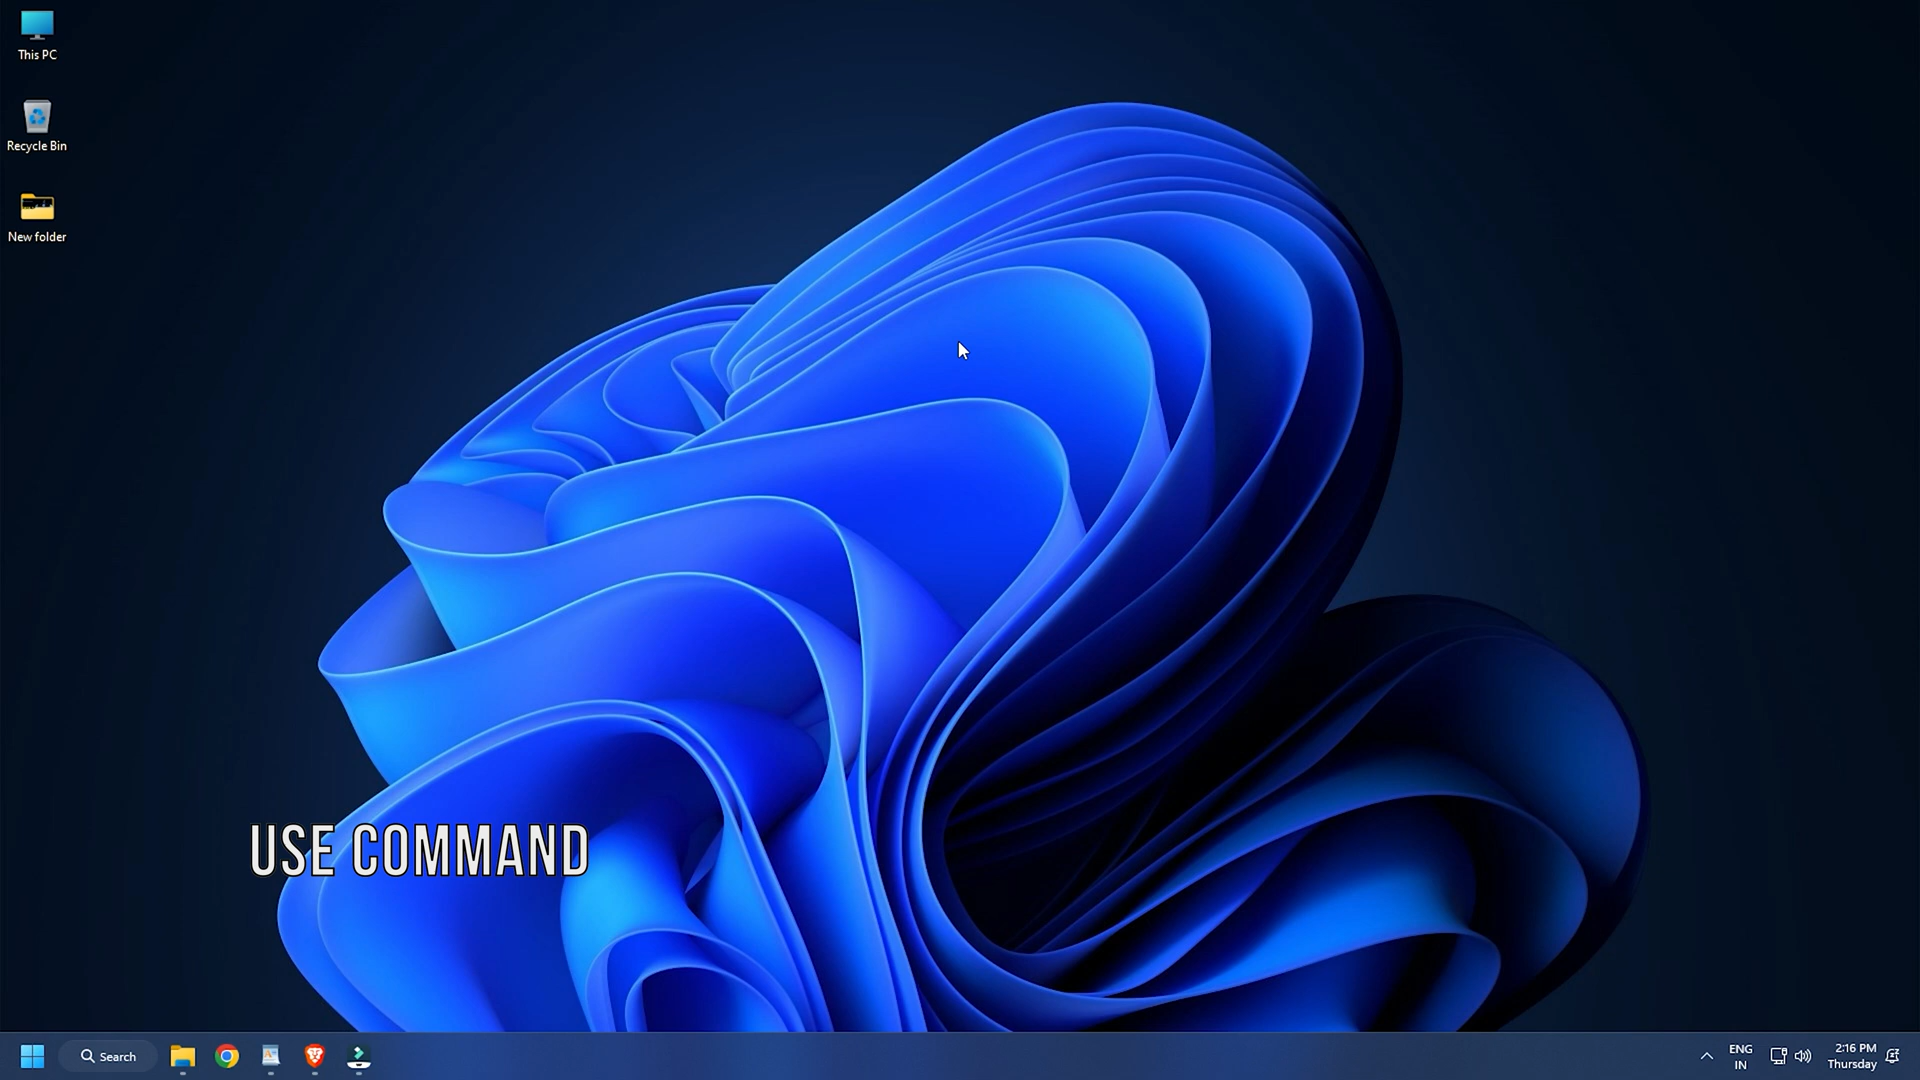 This PC
Recycle Bin
New folder
USE COMMAND
Search
ENG
IN
2:16 PM
Thursday